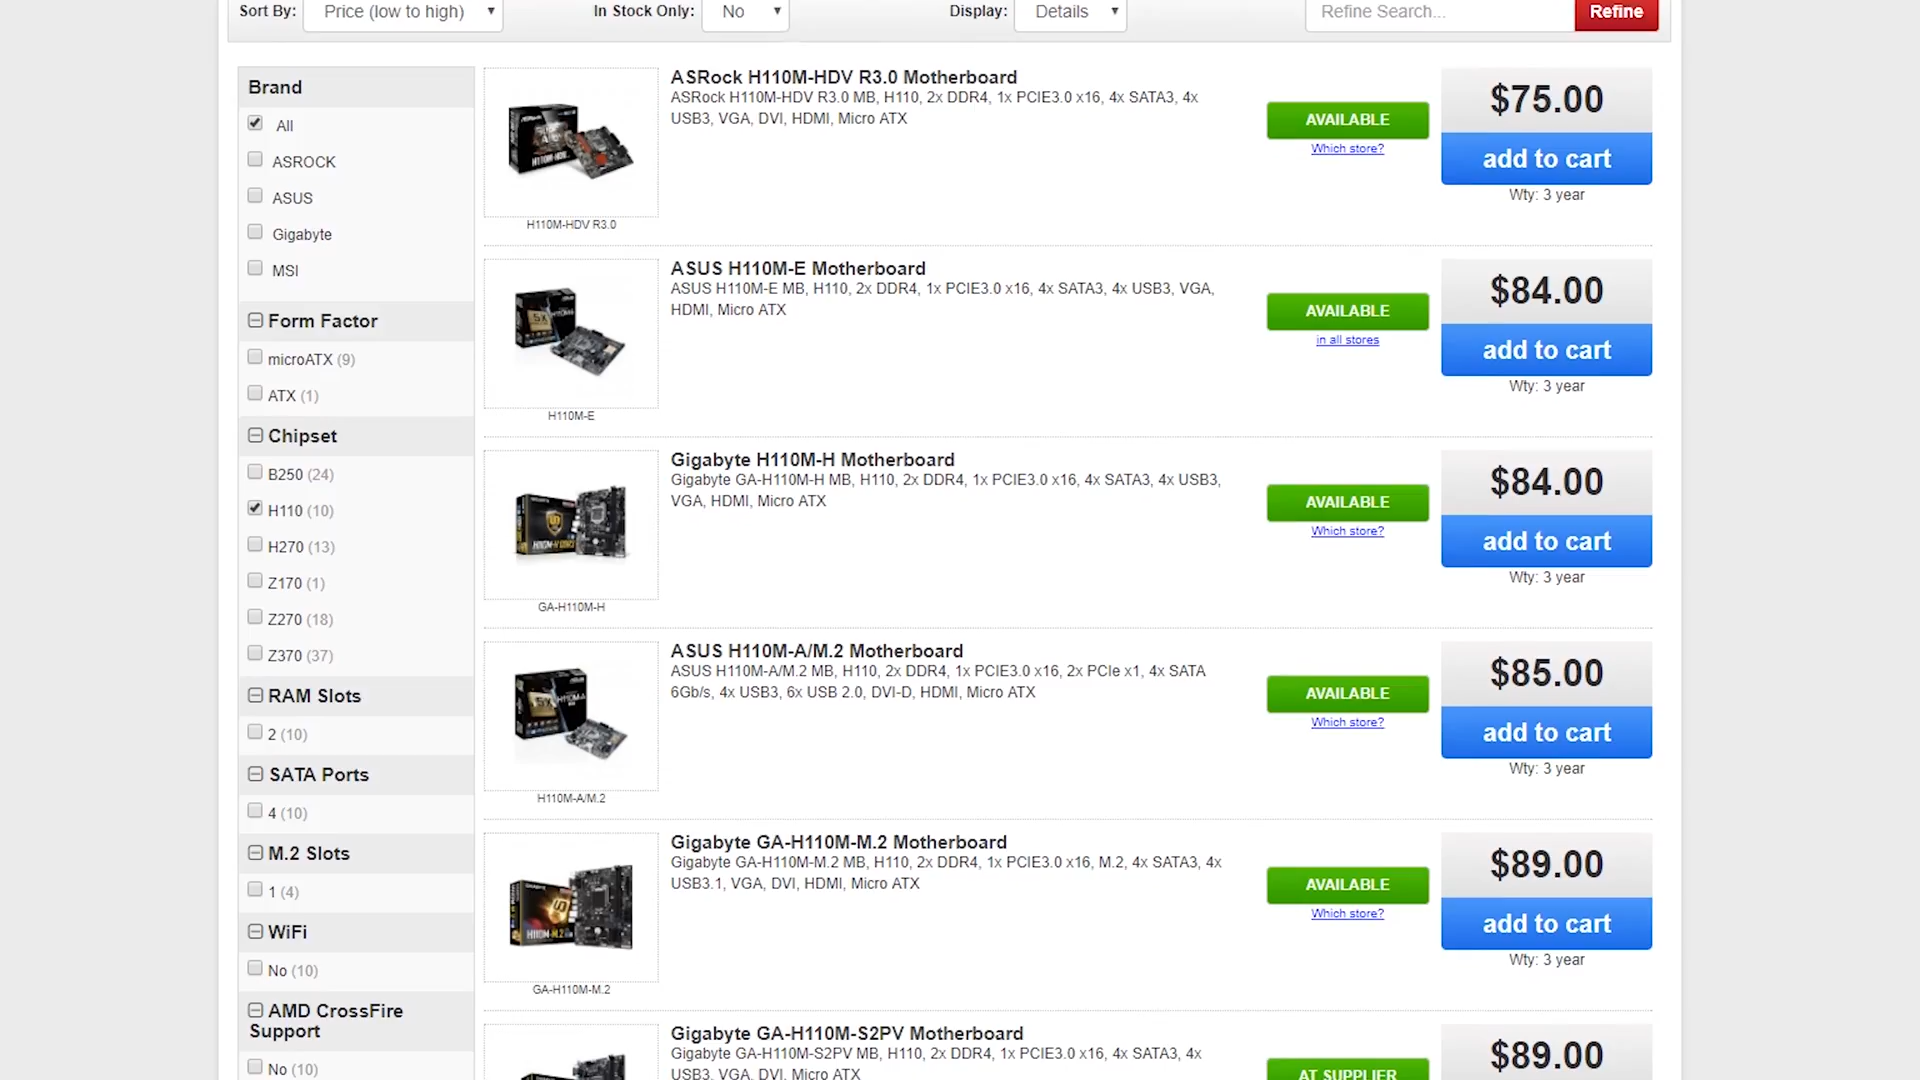 Sort By: Price (low to high) In Stock Only: No Display: Details Refine Search... Refine
Brand
All
ASROCK
ASUS
Gigabyte
MSI
Form Factor
microATX (9)
ATX (1)
Chipset
B250 (24)
H110 (10)
H270 (13)
Z170 (1)
Z270 (18)
Z370 (37)
RAM Slots
2 (10)
SATA Ports
4 (10)
M.2 Slots
1 (4)
WiFi
No (10)
AMD CrossFire
Support
No (10)
ASRock H110M-HDV R3.0 Motherboard
ASRock H110M-HDV R3.0 MB, H110, 2x DDR4, 1x PCIE3.0 x16, 4x SATA3, 4x
USB3, VGA, DVI, HDMI, Micro ATX
H110M-HDV R3.0
AVAILABLE
Which store?
$75.00
add to cart
Wty: 3 year
ASUS H110M-E Motherboard
ASUS H110M-E MB, H110, 2x DDR4, 1x PCIE3.0 x16, 4x SATA3, 4x USB3, VGA,
HDMI, Micro ATX
H110M-E
AVAILABLE
in all stores
$84.00
add to cart
Wty: 3 year
Gigabyte H110M-H Motherboard
Gigabyte GA-H110M-H MB, H110, 2x DDR4, 1x PCIE3.0 x16, 4x SATA3, 4x USB3,
VGA, HDMI, Micro ATX
GA-H110M-H
AVAILABLE
Which store?
$84.00
add to cart
Wty: 3 year
ASUS H110M-A/M.2 Motherboard
ASUS H110M-A/M.2 MB, H110, 2x DDR4, 1x PCIE3.0 x16, 2x PCIe x1, 4x SATA
6Gb/s, 4x USB3, 6x USB 2.0, DVI-D, HDMI, Micro ATX
H110M-A/M.2
AVAILABLE
Which store?
$85.00
add to cart
Wty: 3 year
Gigabyte GA-H110M-M.2 Motherboard
Gigabyte GA-H110M-M.2 MB, H110, 2x DDR4, 1x PCIE3.0 x16, M.2, 4x SATA3, 4x
USB3.1, VGA, DVI, HDMI, Micro ATX
H110M-M.2
GA-H110M-M.2
AVAILABLE
Which store?
$89.00
add to cart
Wty: 3 year
Gigabyte GA-H110M-S2PV Motherboard
Gigabyte GA-H110M-S2PV MB, H110, 2x DDR4, 1x PCIE3.0 x16, 4x SATA3, 4x
USB3, VGA, DVI, Micro ATX
AT SUPPLIER
$89.00